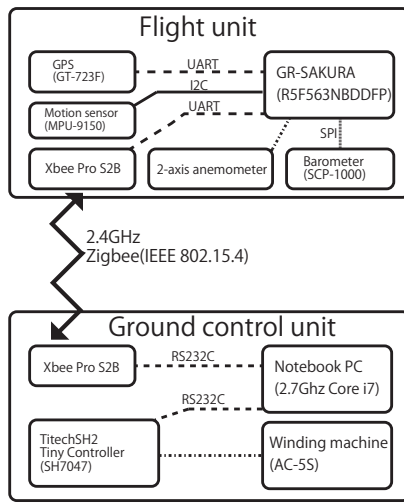 Flight unit
GPS
(GT-723F)
UART
GR-SAKURA
(R5F563NBDDFP)
I2C
Motion sensor
(MPU-9150)
UART
SPI
Xbee Pro S2B
2-axis anemometer
Barometer
(SCP-1000)
2.4GHz
Zigbee(IEEE 802.15.4)
Ground control unit
Xbee Pro S2B
RS232C
Notebook PC
(2.7Ghz Core i7)
RS232C
TitechSH2
Tiny Controller
(SH7047)
Winding machine
(AC-5S)